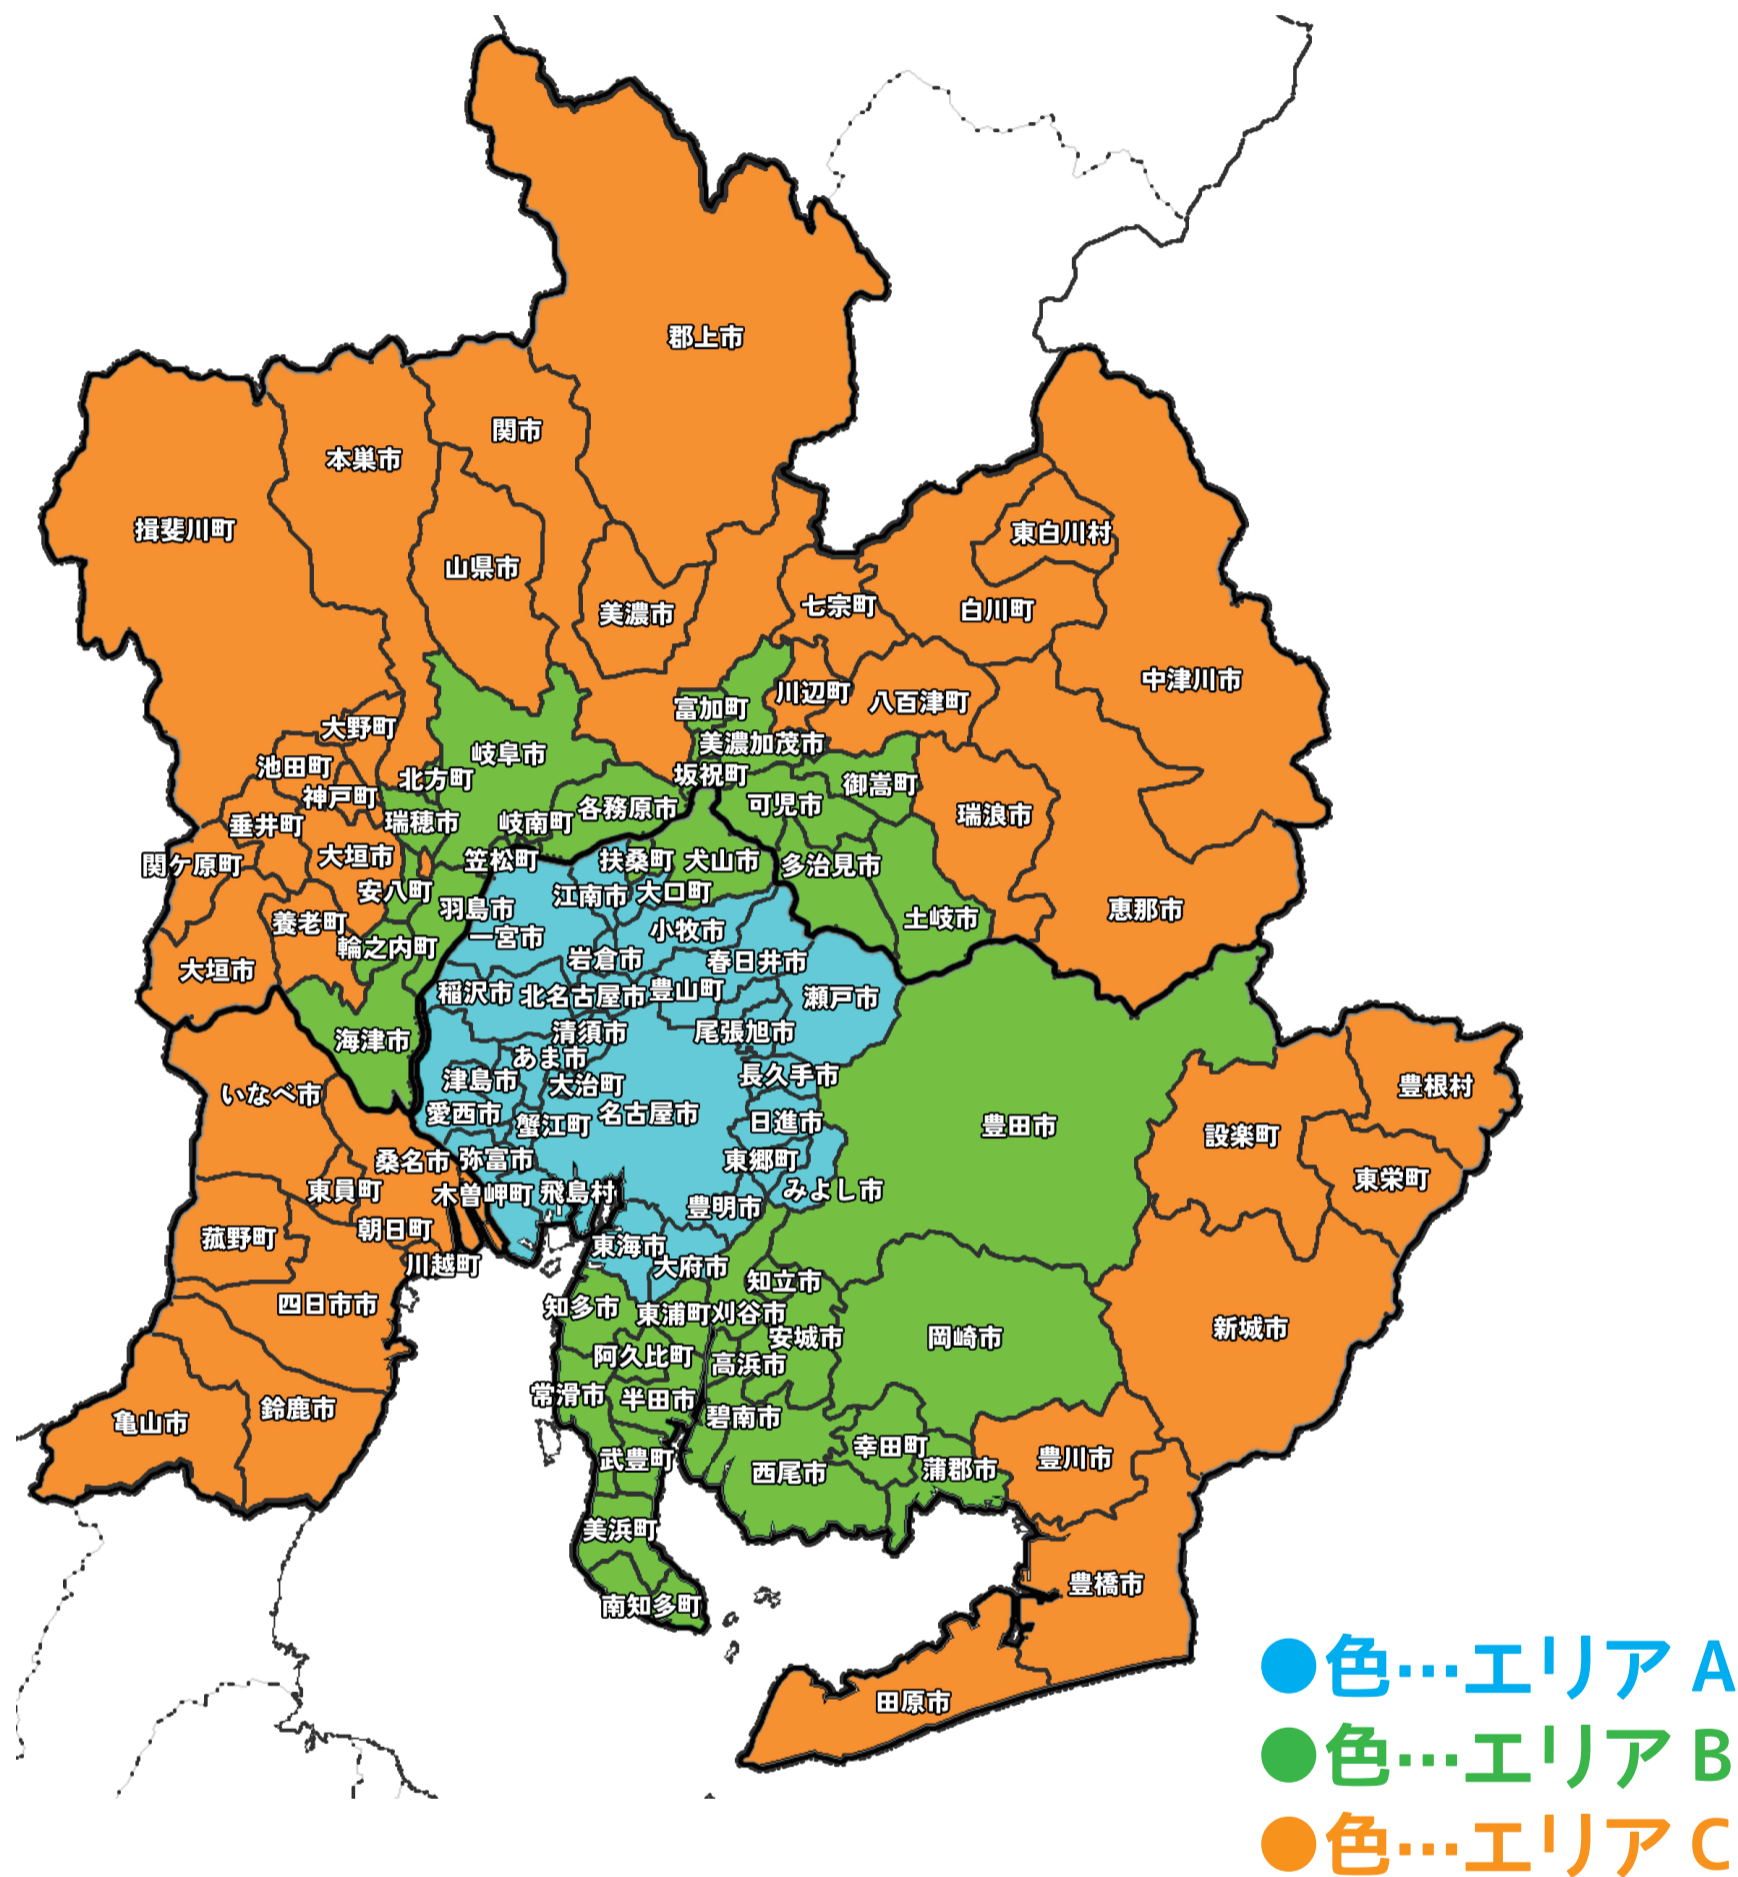 郡上市
関市
本巣市
揖斐川町
東白川村
山県市
七宗町
白川町
美濃市
中津川市
川辺町
八百津町
富加町
大野町
美濃加茂市
岐阜市
池田町
坂祝町
北方町
御嵩町
神戸町
可児市
各務原市
瑞浪市
垂井町
瑞穂市
岐南町
大垣市
笠松町
扶桑町
犬山市
関ケ原町
多治見市
安八町
江南市
大口町
羽島市
恵那市
土岐市
養老町
小牧市
一宮市
輪之内町
岩倉市
春日井市
大垣市
稲沢市
北名古屋市
豊山町
瀬戸市
清須市
尾張旭市
海津市
あま市
長久手市
津島市
大治町
豊根村
いなべ市
愛西市
名古屋市
日進市
蟹江町
豊田市
設楽町
桑名市
弥富市
東郷町
東栄町
東員町
木曽岬町
飛島村
みよし市
豊明市
朝日町
菰野町
東海市
川越町
大府市
知立市
四日市市
知多市
東浦町
刈谷市
新城市
安城市
岡崎市
阿久比町
高浜市
常滑市
半田市
鈴鹿市
碧南市
亀山市
幸田町
豊川市
武豊町
西尾市
蒲郡市
美浜町
豊橋市
南知多町
田原市
●色…エリア A
●色…エリア B
●色…エリア C